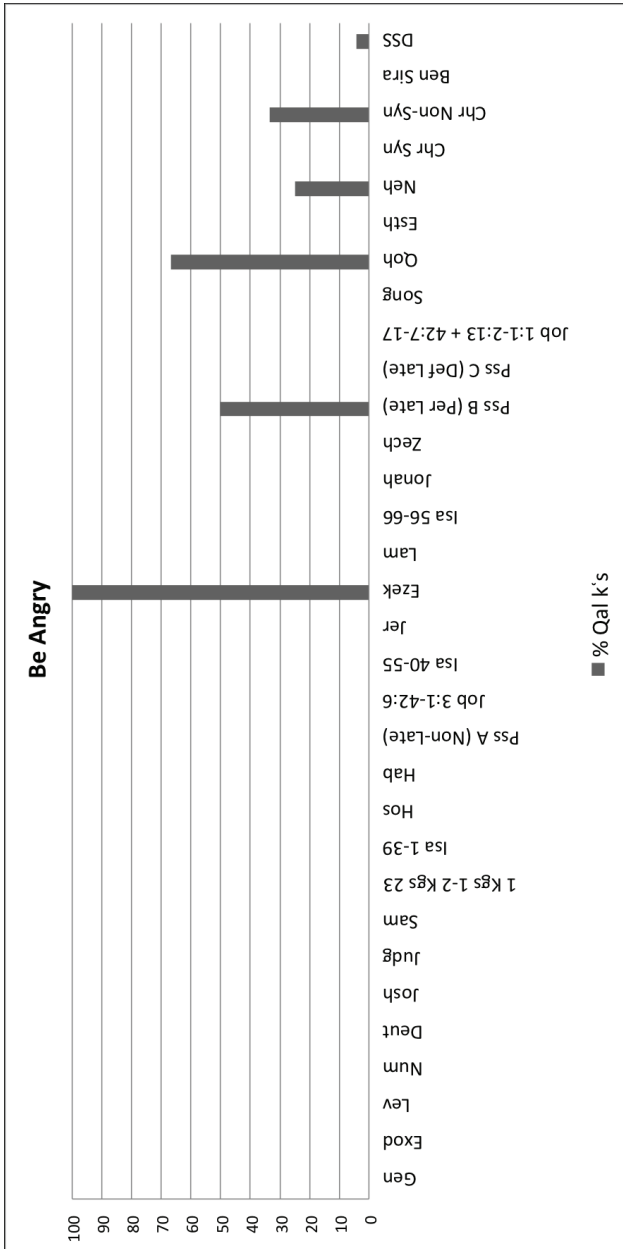 Be Angry
100
90
80
70
60
50
40
30
20
10
0
Gen
Exod
Lev
Num
Deut
Josh
Judg
Sam
1 Kgs 1-2 Kgs 23
Isa 1-39
Hos
Hab
Pss A (Non-Late)
Job 3:1-42:6
Isa 40-55
Jer
Ezek
Lam
Isa 56-66
Jonah
Zech
Pss B (Per Late)
Pss C (Def Late)
Job 1:1-2:13 + 42:7-17
Song
Qoh
Esth
Neh
Chr Syn
Chr Non-Syn
Ben Sira
DSS
% Qal k's